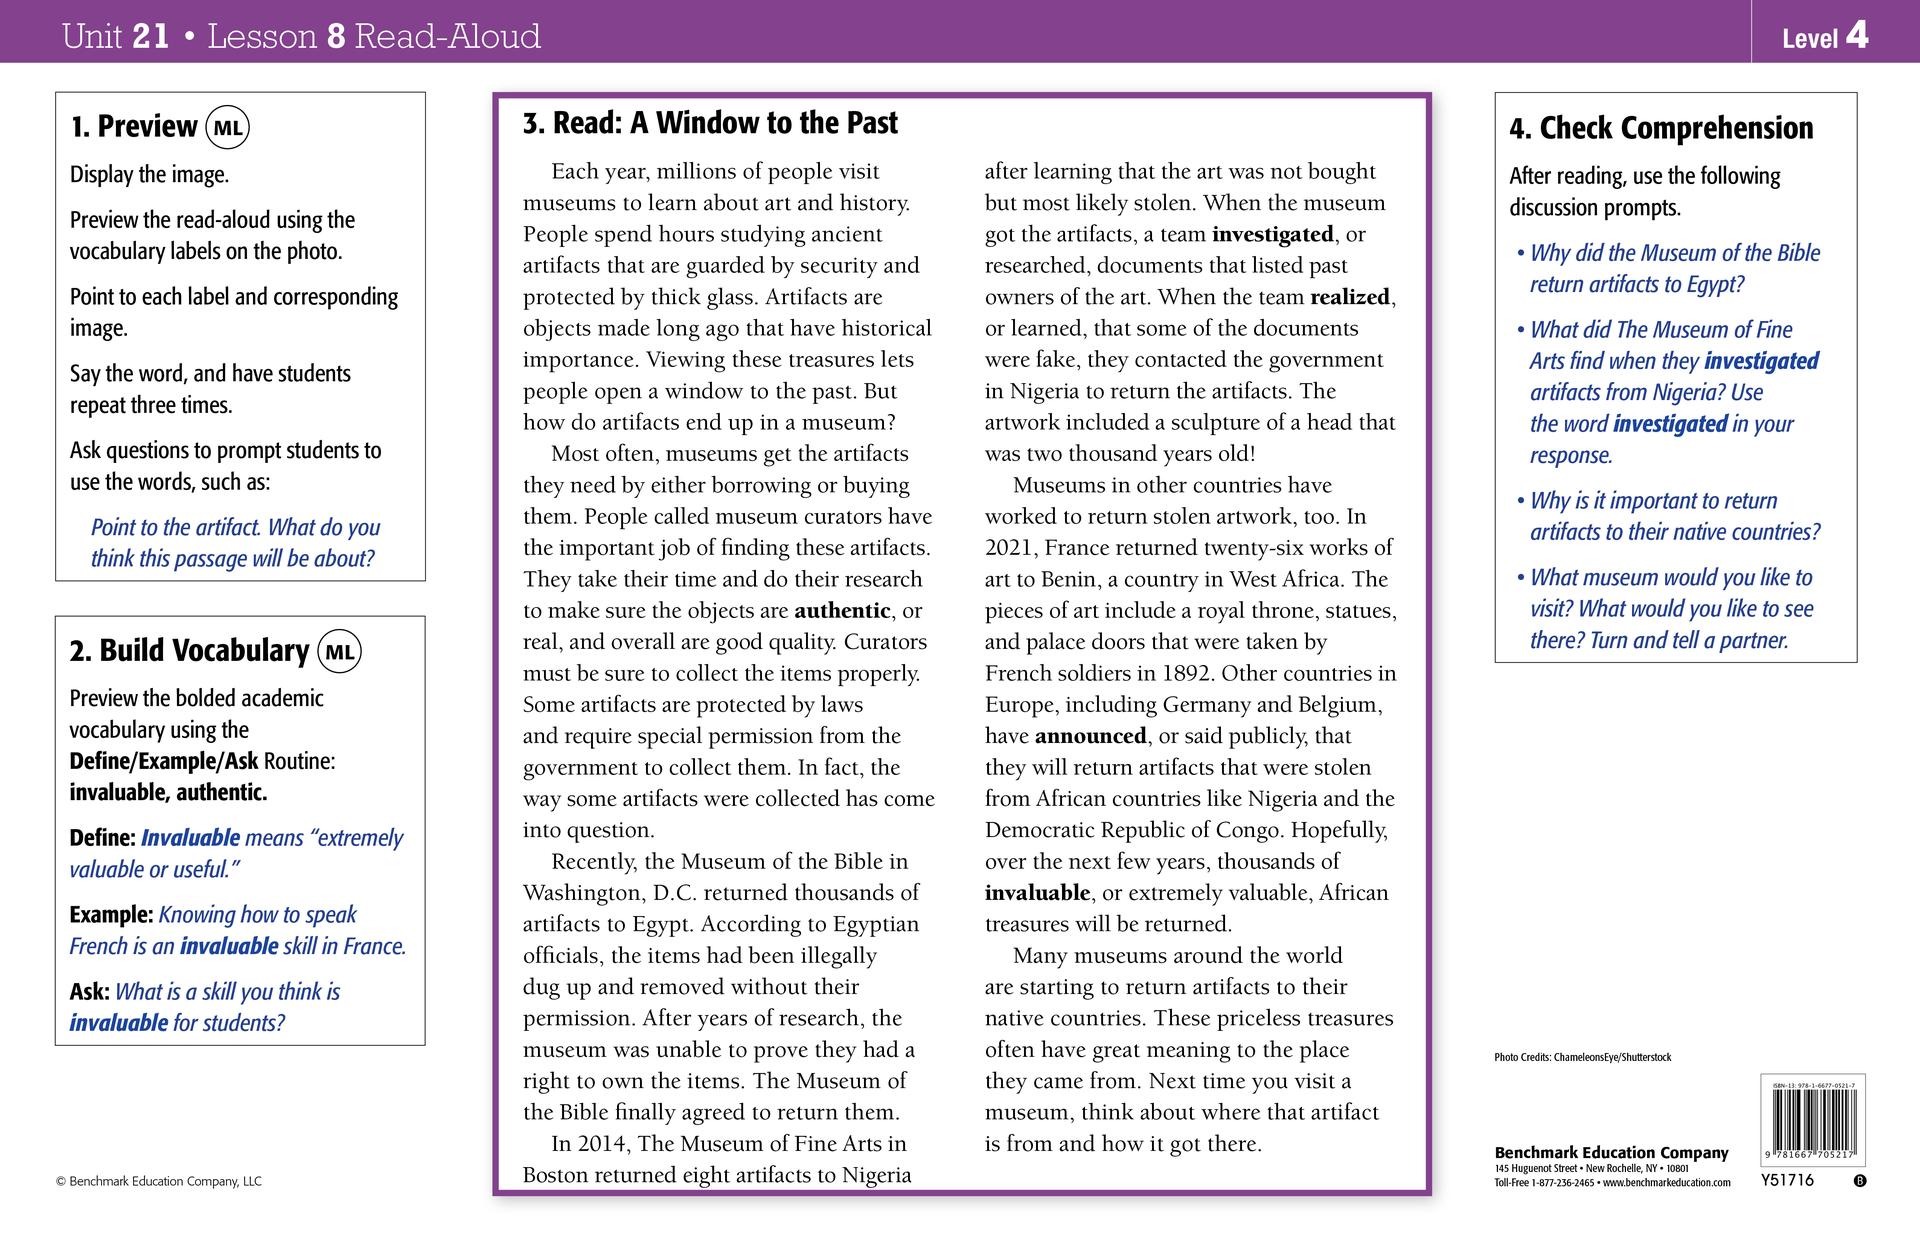 Unit 21 • Lesson 8 Read-Aloud
Level 4
1. Preview ML
Display the image.
Preview the read-aloud using the
vocabulary labels on the photo.
Point to each label and corresponding
image.
Say the word, and have students
repeat three times.
Ask questions to prompt students to
use the words, such as:
Point to the artifact. What do you
think this passage will be about?
2. Build Vocabulary ML
Preview the bolded academic
vocabulary using the
Define/Example/Ask Routine:
invaluable, authentic.
Define: Invaluable means “extremely
valuable or useful.”
Example: Knowing how to speak
French is an invaluable skill in France.
Ask: What is a skill you think is
invaluable for students?
© Benchmark Education Company, LLC
3. Read: A Window to the Past
Each year, millions of people visit
museums to learn about art and history.
People spend hours studying ancient
artifacts that are guarded by security and
protected by thick glass. Artifacts are
objects made long ago that have historical
importance. Viewing these treasures lets
people open a window to the past. But
how do artifacts end up in a museum?
Most often, museums get the artifacts
they need by either borrowing or buying
them. People called museum curators have
the important job of finding these artifacts.
They take their time and do their research
to make sure the objects are authentic, or
real, and overall are good quality. Curators
must be sure to collect the items properly.
Some artifacts are protected by laws
and require special permission from the
government to collect them. In fact, the
way some artifacts were collected has come
into question.
Recently, the Museum of the Bible in
Washington, D.C. returned thousands of
artifacts to Egypt. According to Egyptian
officials, the items had been illegally
dug up and removed without their
permission. After years of research, the
museum was unable to prove they had a
right to own the items. The Museum of
the Bible finally agreed to return them.
In 2014, The Museum of Fine Arts in
Boston returned eight artifacts to Nigeria
after learning that the art was not bought
but most likely stolen. When the museum
got the artifacts, a team investigated, or
researched, documents that listed past
owners of the art. When the team realized,
or learned, that some of the documents
were fake, they contacted the government
in Nigeria to return the artifacts. The
artwork included a sculpture of a head that
was two thousand years old!
Museums in other countries have
worked to return stolen artwork, too. In
2021, France returned twenty-six works of
art to Benin, a country in West Africa. The
pieces of art include a royal throne, statues,
and palace doors that were taken by
French soldiers in 1892. Other countries in
Europe, including Germany and Belgium,
have announced, or said publicly, that
they will return artifacts that were stolen
from African countries like Nigeria and the
Democratic Republic of Congo. Hopefully,
over the next few years, thousands of
invaluable, or extremely valuable, African
treasures will be returned.
Many museums around the world
are starting to return artifacts to their
native countries. These priceless treasures
often have great meaning to the place
they came from. Next time you visit a
museum, think about where that artifact
is from and how it got there.
4. Check Comprehension
After reading, use the following
discussion prompts.
• Why did the Museum of the Bible
return artifacts to Egypt?
• What did The Museum of Fine
Arts find when they investigated
artifacts from Nigeria? Use
the word investigated in your
response.
• Why is it important to return
artifacts to their native countries?
• What museum would you like to
visit? What would you like to see
there? Turn and tell a partner.
Photo Credits: ChameleonsEye/Shutterstock
Benchmark Education Company
145 Huguenot Street • New Rochelle, NY • 10801
Toll-Free 1-877-236-2465 • www.benchmarkeducation.com
ISBN-13: 978-1-6677-0521-7
9 781667 705217
Y51716
B